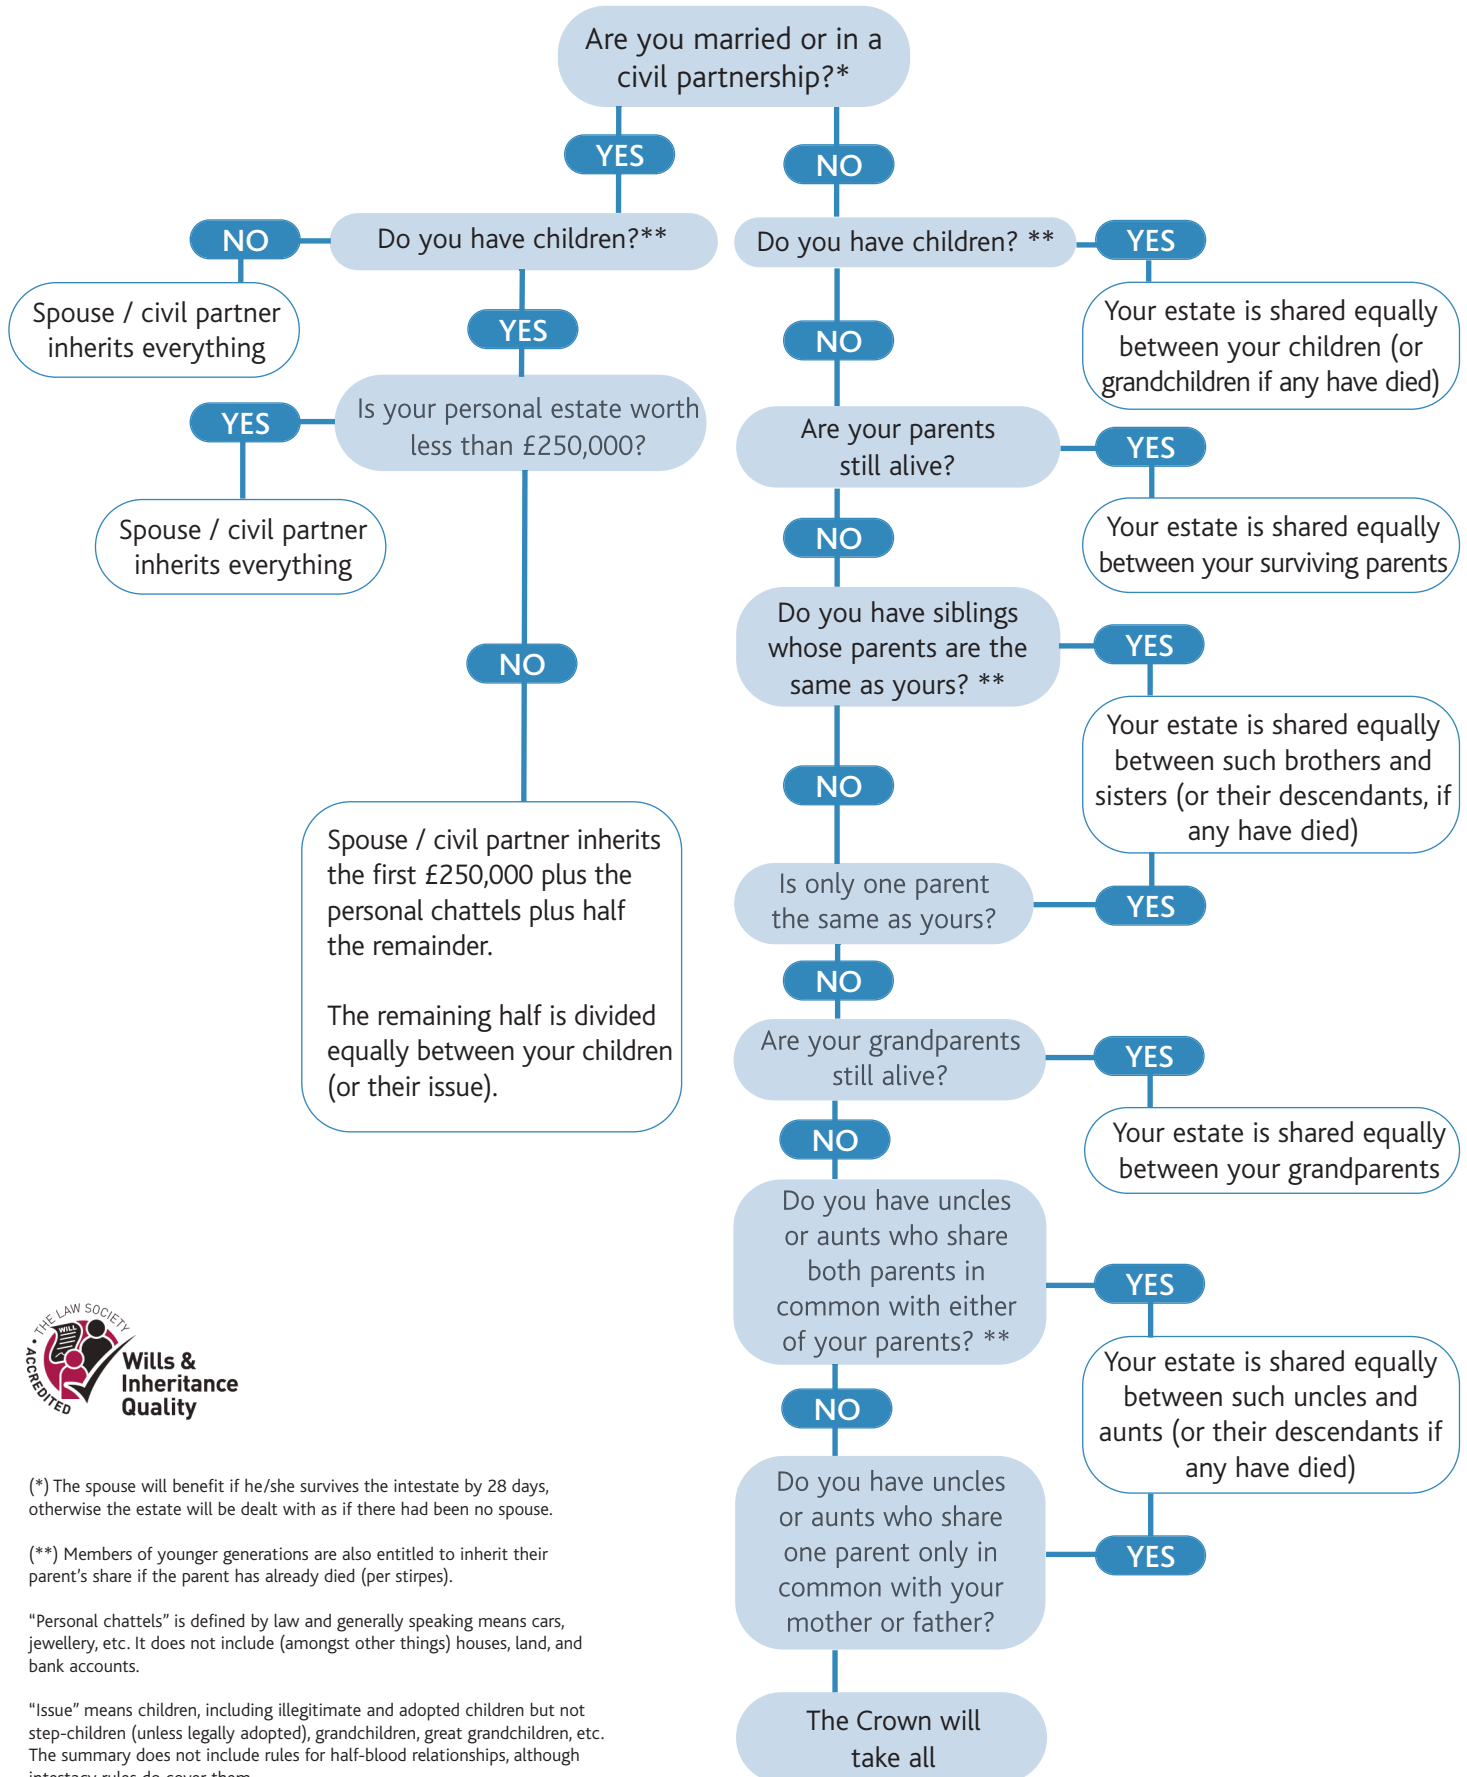 Are you married or in a
civil partnership?*
YES
NO
NO
Do you have children?**
Do you have children? **
YES
Spouse / civil partner
inherits everything
YES
Your estate is shared equally
between your children (or
grandchildren if any have died)
NO
YES
Is your personal estate worth
less than £250,000?
Are your parents
still alive?
YES
Spouse / civil partner
inherits everything
Your estate is shared equally
between your surviving parents
NO
Do you have siblings
whose parents are the
same as yours? **
YES
NO
Your estate is shared equally
between such brothers and
sisters (or their descendants, if
any have died)
NO
Spouse / civil partner inherits
the first £250,000 plus the
personal chattels plus half
the remainder.
The remaining half is divided
equally between your children
(or their issue).
Is only one parent
the same as yours?
YES
NO
Are your grandparents
still alive?
YES
Your estate is shared equally
between your grandparents
NO
Do you have uncles
or aunts who share
both parents in
common with either
of your parents? **
YES
Your estate is shared equally
between such uncles and
aunts (or their descendants if
any have died)
NO
Do you have uncles
or aunts who share
one parent only in
common with your
mother or father?
YES
The Crown will
take all
THE LAW SOCIETY
ACCREDITED
WILL
Wills &
Inheritance
Quality
(*) The spouse will benefit if he/she survives the intestate by 28 days,
otherwise the estate will be dealt with as if there had been no spouse.
(**) Members of younger generations are also entitled to inherit their
parent's share if the parent has already died (per stirpes).
“Personal chattels” is defined by law and generally speaking means cars,
jewellery, etc. It does not include (amongst other things) houses, land, and
bank accounts.
“Issue” means children, including illegitimate and adopted children but not
step-children (unless legally adopted), grandchildren, great grandchildren, etc.
The summary does not include rules for half-blood relationships, although
intestacy rules do cover them